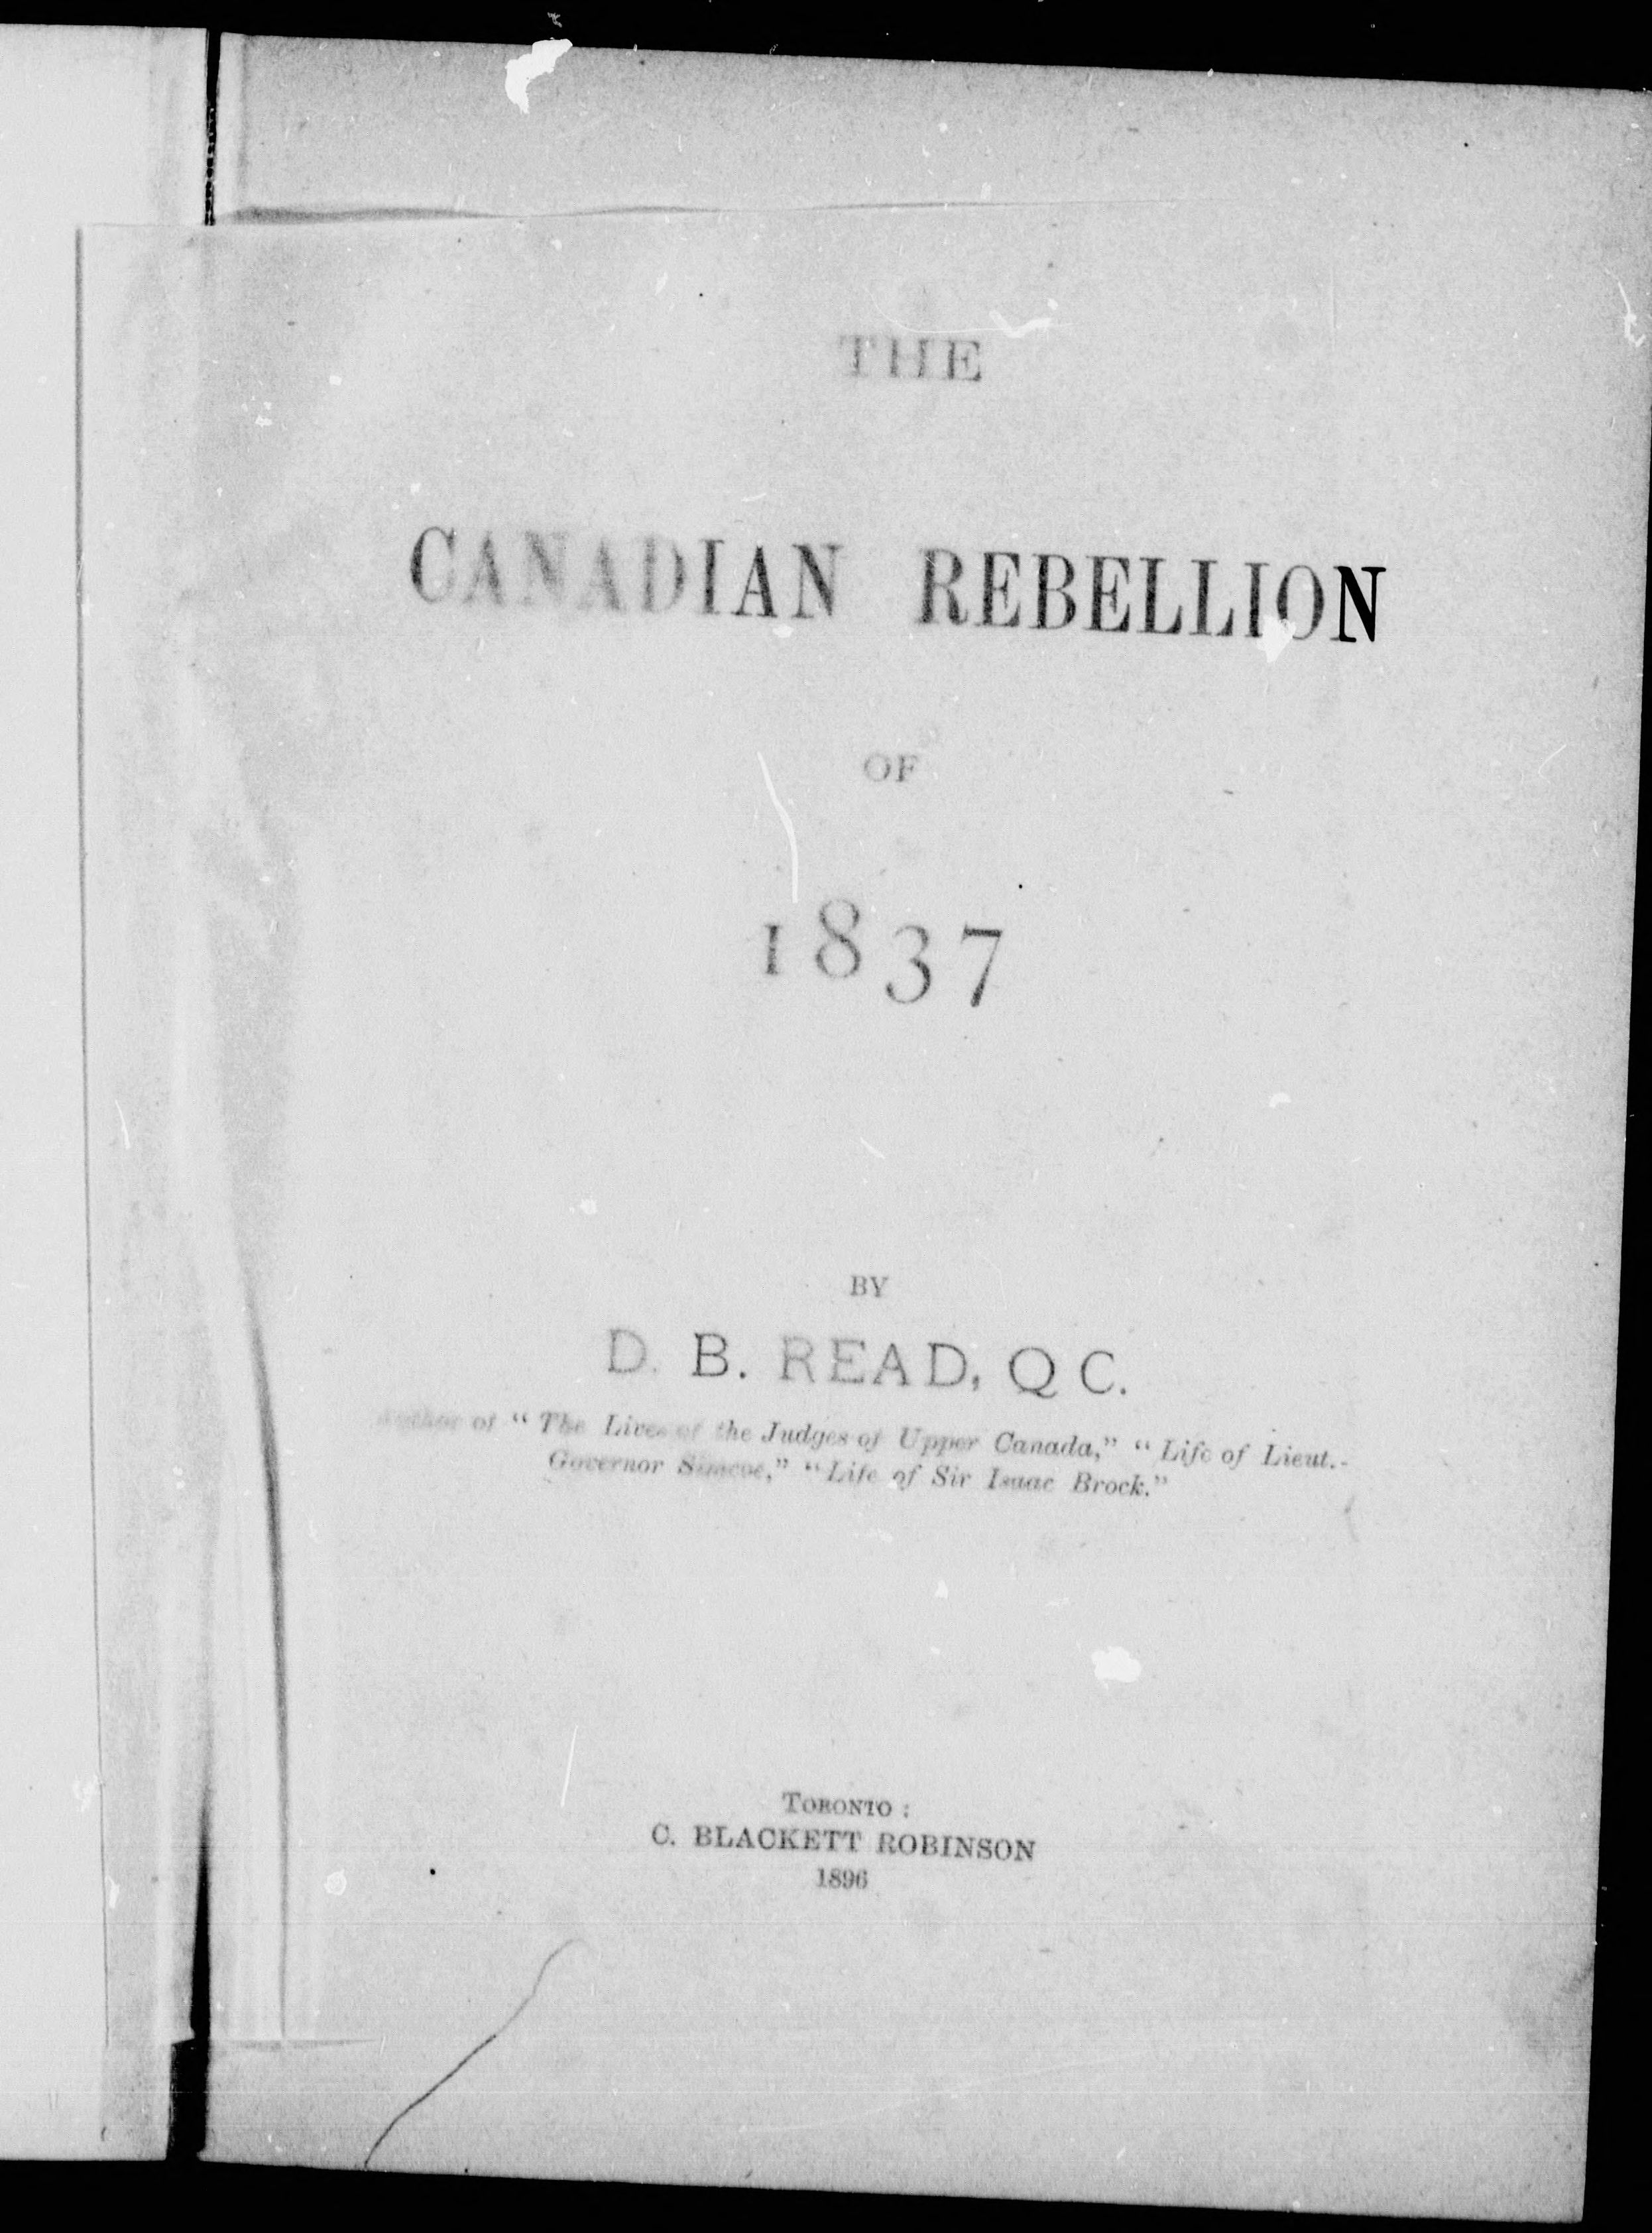 THE
CANADIAN REBELLION
OF
1837
BY
D. B. READ, Q C.
Author of “ The Lives of the Judges of Upper Canada,” “ Life of Lieut.-
Governor Simcoe,” “ Life of Sir Isaac Brock.”
TORONTO :
C. BLACKETT ROBINSON
1896